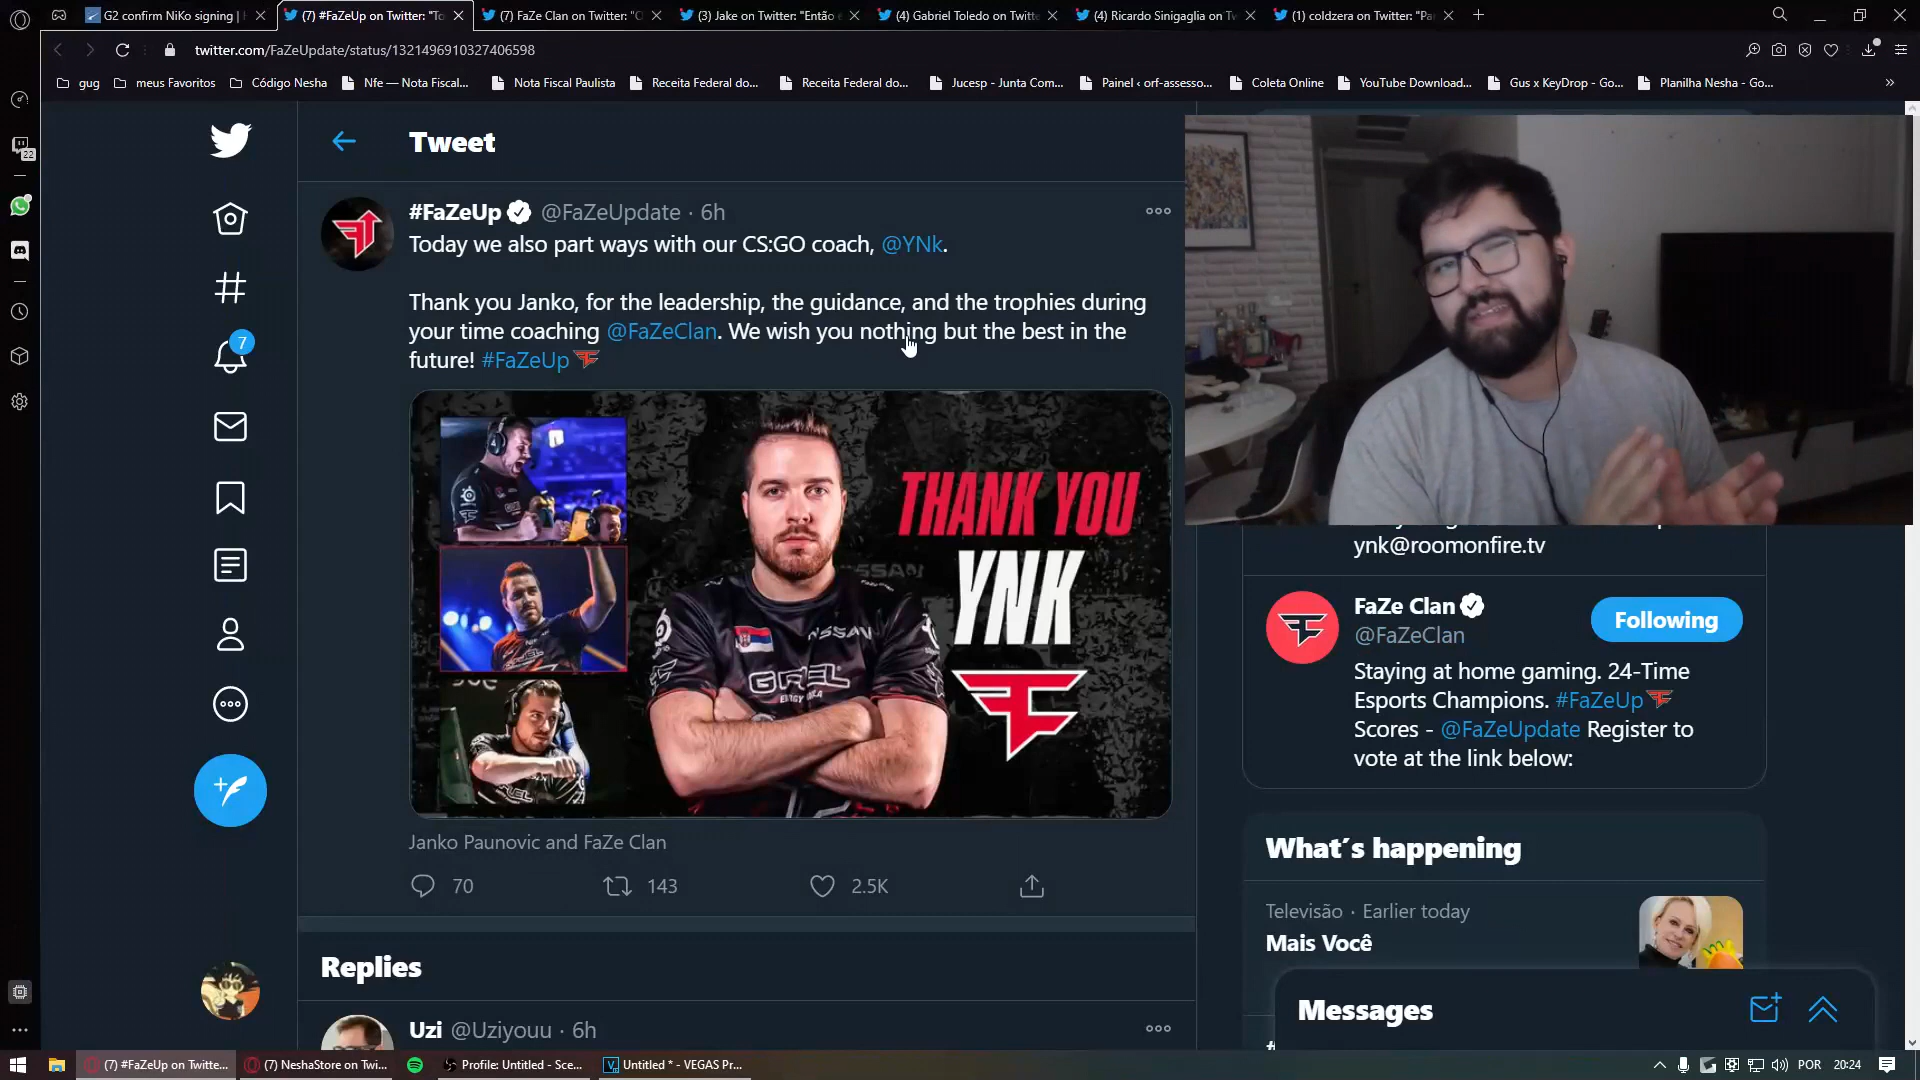 G2 confirm NiKo signing |
(7) #FaZeUp on Twitter: "To
(7) FaZe Clan on Twitter: "O
(3) Jake on Twitter: "Então
(4) Gabriel Toledo on Twitte
(4) Ricardo Sinigaglia on Tw
(1) coldzera on Twitter: "Pa
twitter.com/FaZeUpdate/status/1321496910327406598
gug
meus Favoritos
Código Nesha
Nfe — Nota Fiscal...
Nota Fiscal Paulista
Receita Federal do...
Receita Federal do...
Jucesp - Junta Com...
Painel ‹ orf-assesso...
Coleta Online
YouTube Download...
Gus x KeyDrop - Go...
Planilha Nesha - Go...
22
7
Tweet
#FaZeUp @FaZeUpdate · 6h
Today we also part ways with our CS:GO coach, @YNk.
Thank you Janko, for the leadership, the guidance, and the trophies during
your time coaching @FaZeClan. We wish you nothing but the best in the
future! #FaZeUp
THANK YOU
YNK
NISSAN
Janko Paunovic and FaZe Clan
70
143
2.5K
Replies
Uzi @Uziyouu · 6h
ynk@roomonfire.tv
FaZe Clan
@FaZeClan
Following
Staying at home gaming. 24-Time
Esports Champions. #FaZeUp
Scores - @FaZeUpdate Register to
vote at the link below:
What´s happening
Televisão · Earlier today
Mais Você
Messages
(7) #FaZeUp on Twitte...
(7) NeshaStore on Twi...
Profile: Untitled - Sce...
Untitled * - VEGAS Pr...
POR
20:24